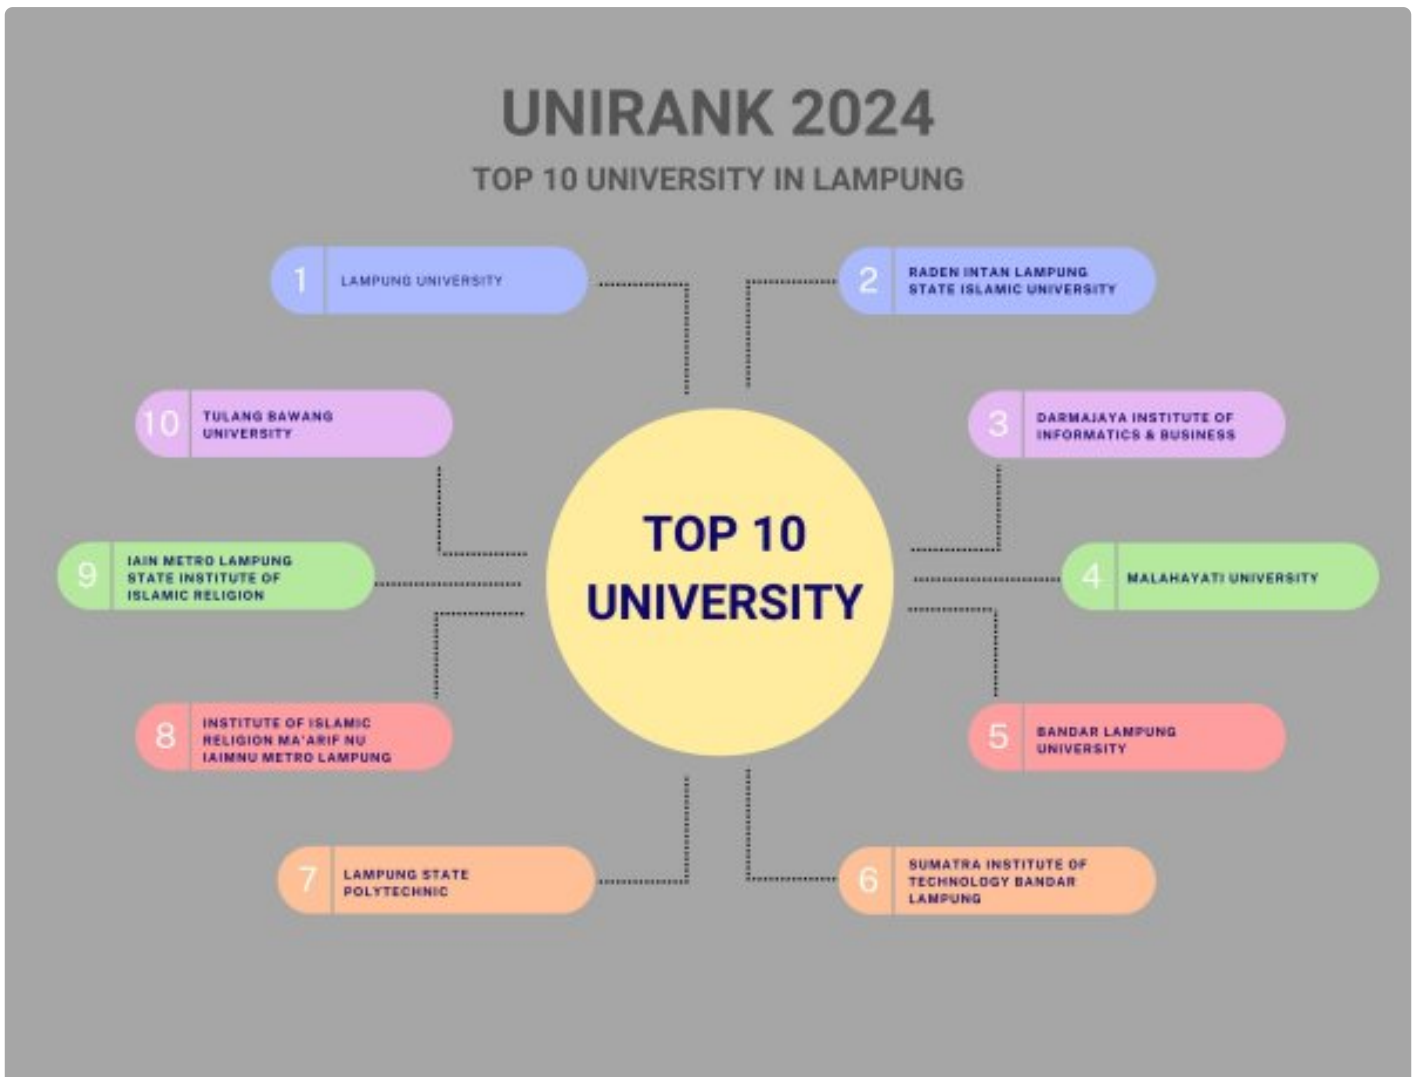 UNIRANK 2024
TOP 10 UNIVERSITY IN LAMPUNG
1
LAMPUNG UNIVERSITY
2
RADEN INTAN LAMPUNG
STATE ISLAMIC UNIVERSITY
3
DARMAJAYA INSTITUTE OF
INFORMATICS & BUSINESS
4
MALAHAYATI UNIVERSITY
5
BANDAR LAMPUNG
UNIVERSITY
6
SUMATRA INSTITUTE OF
TECHNOLOGY BANDAR
LAMPUNG
7
LAMPUNG STATE
POLYTECHNIC
8
INSTITUTE OF ISLAMIC
RELIGION MA'ARIF NU
IAIMNU METRO LAMPUNG
9
IAIN METRO LAMPUNG
STATE INSTITUTE OF
ISLAMIC RELIGION
10
TULANG BAWANG
UNIVERSITY
TOP 10
UNIVERSITY